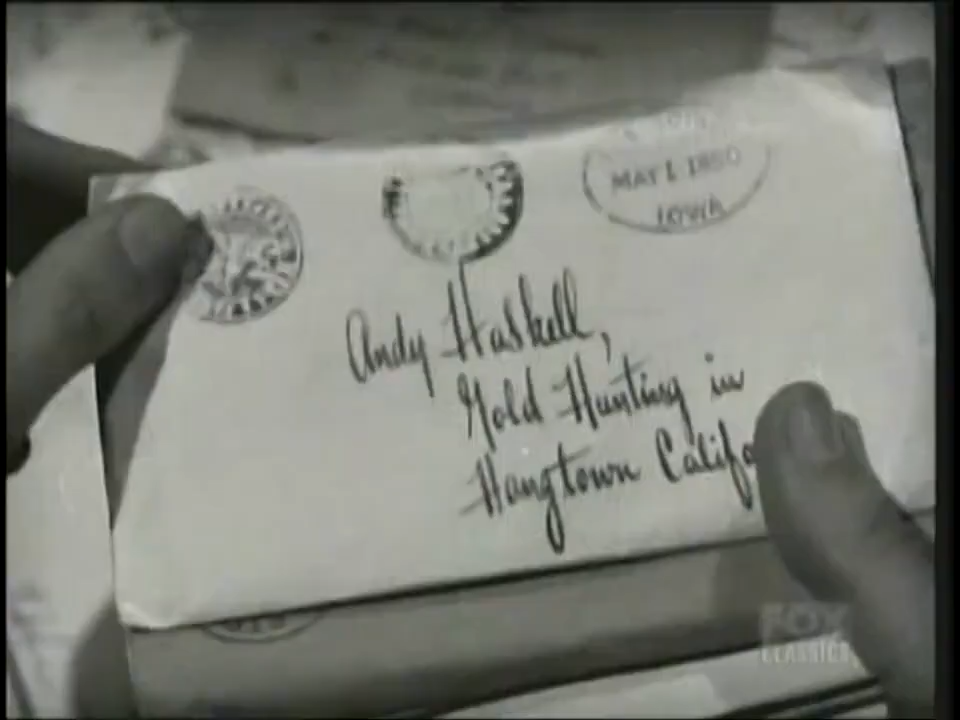 MAY 1 1850
IOWA
Andy Haskell,
Gold Hunting in
Hangtown Califo
FOX
CLASSICS